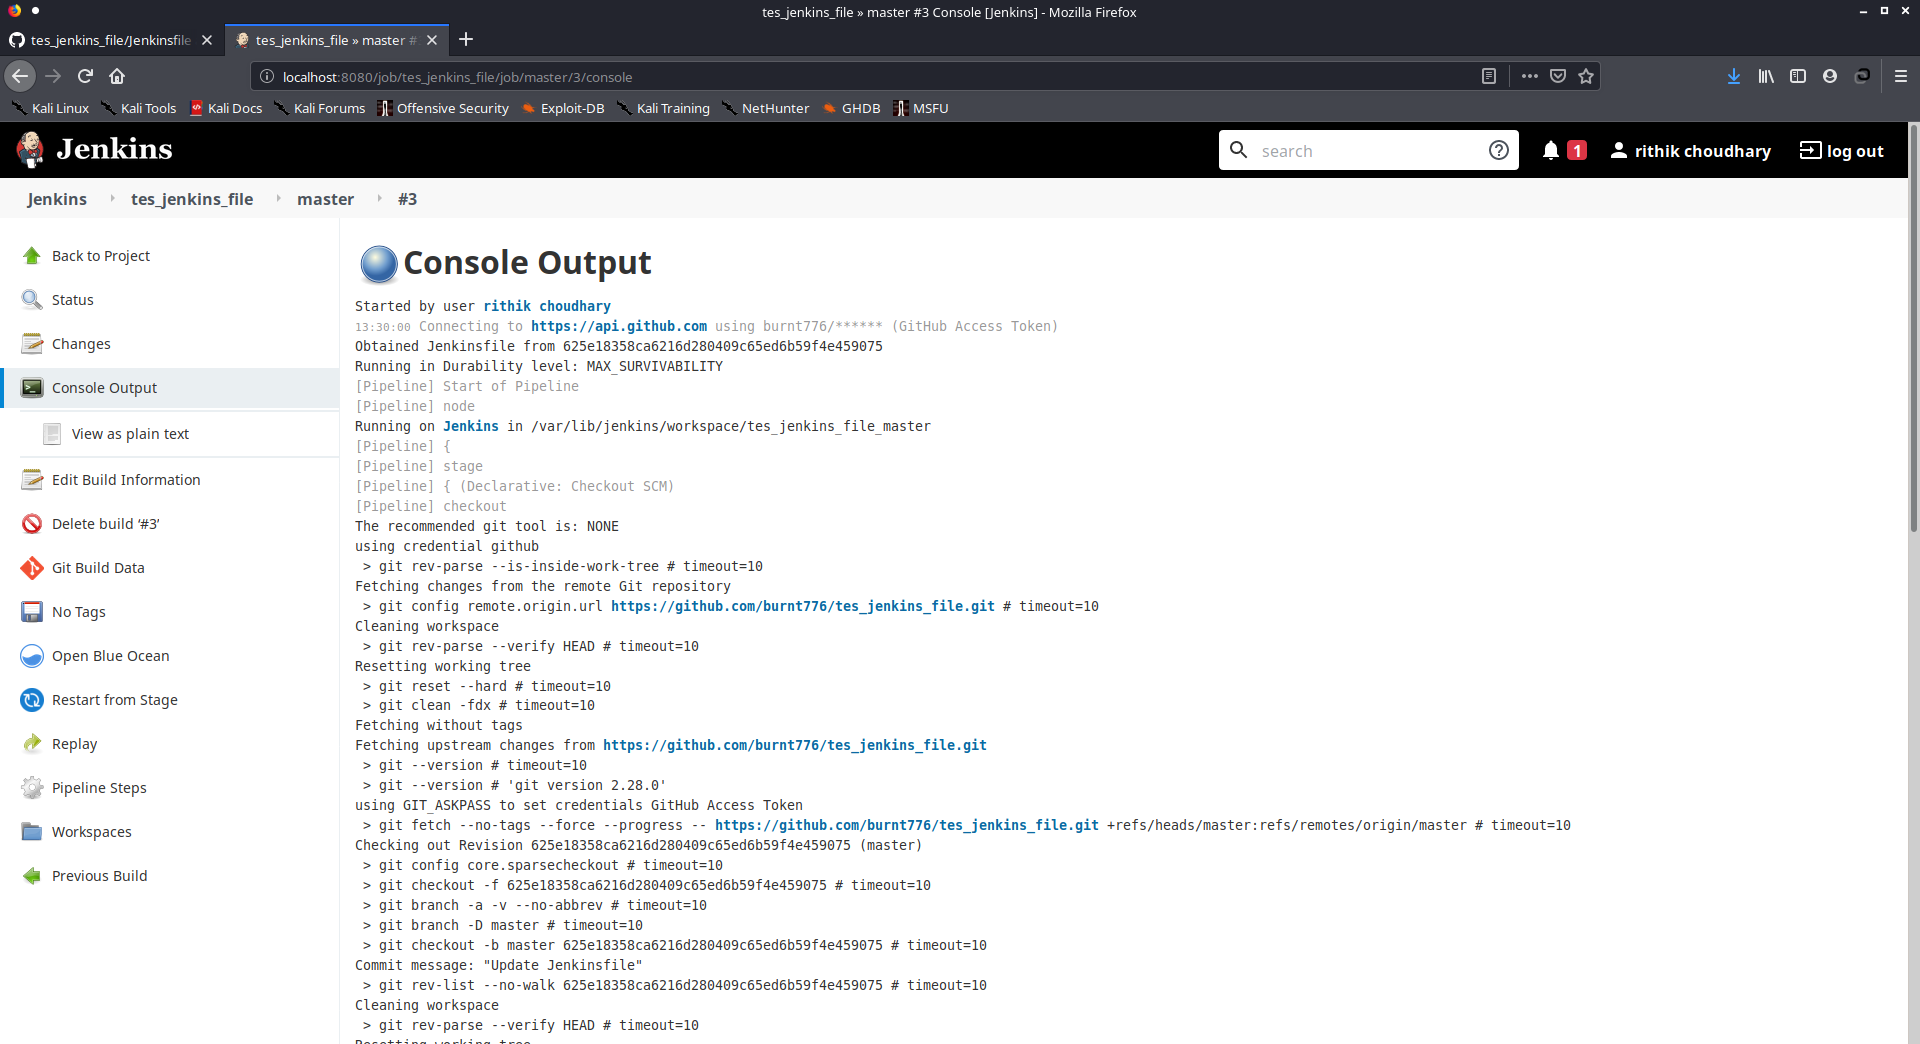 tes_jenkins_file » master #3 Console [Jenkins] - Mozilla Firefox
tes_jenkins_file/Jenkinsfile
tes_jenkins_file » master #
localhost:8080/job/tes_jenkins_file/job/master/3/console
Kali Linux Kali Tools Kali Docs Kali Forums Offensive Security Exploit-DB Kali Training NetHunter GHDB MSFU
Jenkins
search
1
rithik choudhary
log out
Jenkins tes_jenkins_file master #3
Back to Project
Status
Changes
Console Output
View as plain text
Edit Build Information
Delete build ‘#3’
Git Build Data
No Tags
Open Blue Ocean
Restart from Stage
Replay
Pipeline Steps
Workspaces
Previous Build
Console Output
Started by user rithik choudhary
13:30:00 Connecting to https://api.github.com using burnt776/****** (GitHub Access Token)
Obtained Jenkinsfile from 625e18358ca6216d280409c65ed6b59f4e459075
Running in Durability level: MAX_SURVIVABILITY
[Pipeline] Start of Pipeline
[Pipeline] node
Running on Jenkins in /var/lib/jenkins/workspace/tes_jenkins_file_master
[Pipeline] {
[Pipeline] stage
[Pipeline] { (Declarative: Checkout SCM)
[Pipeline] checkout
The recommended git tool is: NONE
using credential github
> git rev-parse --is-inside-work-tree # timeout=10
Fetching changes from the remote Git repository
> git config remote.origin.url https://github.com/burnt776/tes_jenkins_file.git # timeout=10
Cleaning workspace
> git rev-parse --verify HEAD # timeout=10
Resetting working tree
> git reset --hard # timeout=10
> git clean -fdx # timeout=10
Fetching without tags
Fetching upstream changes from https://github.com/burnt776/tes_jenkins_file.git
> git --version # timeout=10
> git --version # 'git version 2.28.0'
using GIT_ASKPASS to set credentials GitHub Access Token
> git fetch --no-tags --force --progress -- https://github.com/burnt776/tes_jenkins_file.git +refs/heads/master:refs/remotes/origin/master # timeout=10
Checking out Revision 625e18358ca6216d280409c65ed6b59f4e459075 (master)
> git config core.sparsecheckout # timeout=10
> git checkout -f 625e18358ca6216d280409c65ed6b59f4e459075 # timeout=10
> git branch -a -v --no-abbrev # timeout=10
> git branch -D master # timeout=10
> git checkout -b master 625e18358ca6216d280409c65ed6b59f4e459075 # timeout=10
Commit message: "Update Jenkinsfile"
> git rev-list --no-walk 625e18358ca6216d280409c65ed6b59f4e459075 # timeout=10
Cleaning workspace
> git rev-parse --verify HEAD # timeout=10
Resetting working tree